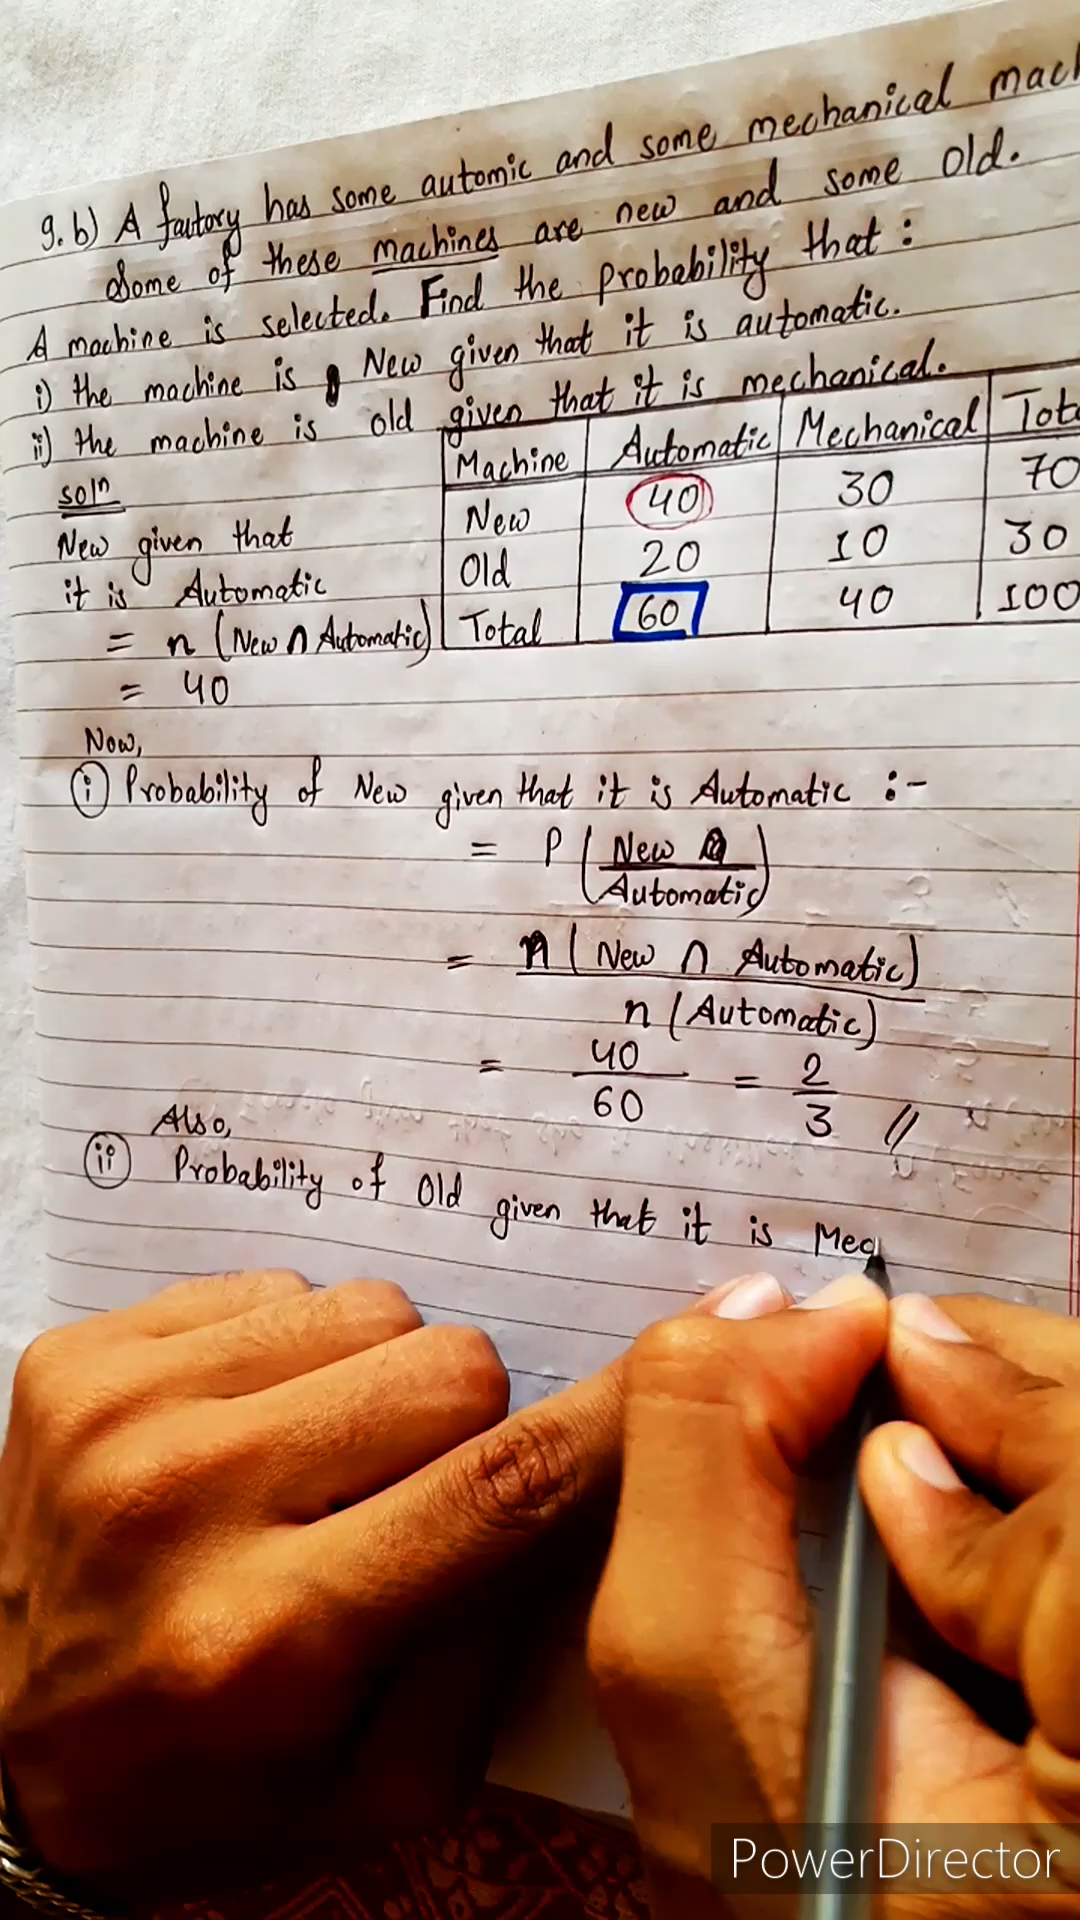 9. b) A factory has some automic and some mechanical mach
Some of these machines are new and some old.
A machine is selected. Find the probability that :
i) the machine is New given that it is automatic.
ii) the machine is old given that it is mechanical.
Machine Automatic Mechanical Tot
New 40 30 70
Old 20 10 30
Total 60 40 100
soln
New given that
it is Automatic
= n (New ∩ Automatic)
= 40
Now,
i Probability of New given that it is Automatic :-
= P (New
Automatic)
= n (New ∩ Automatic)
n (Automatic)
= 40/60 = 2/3 //
Also,
ii Probability of Old given that it is Mec
PowerDirector